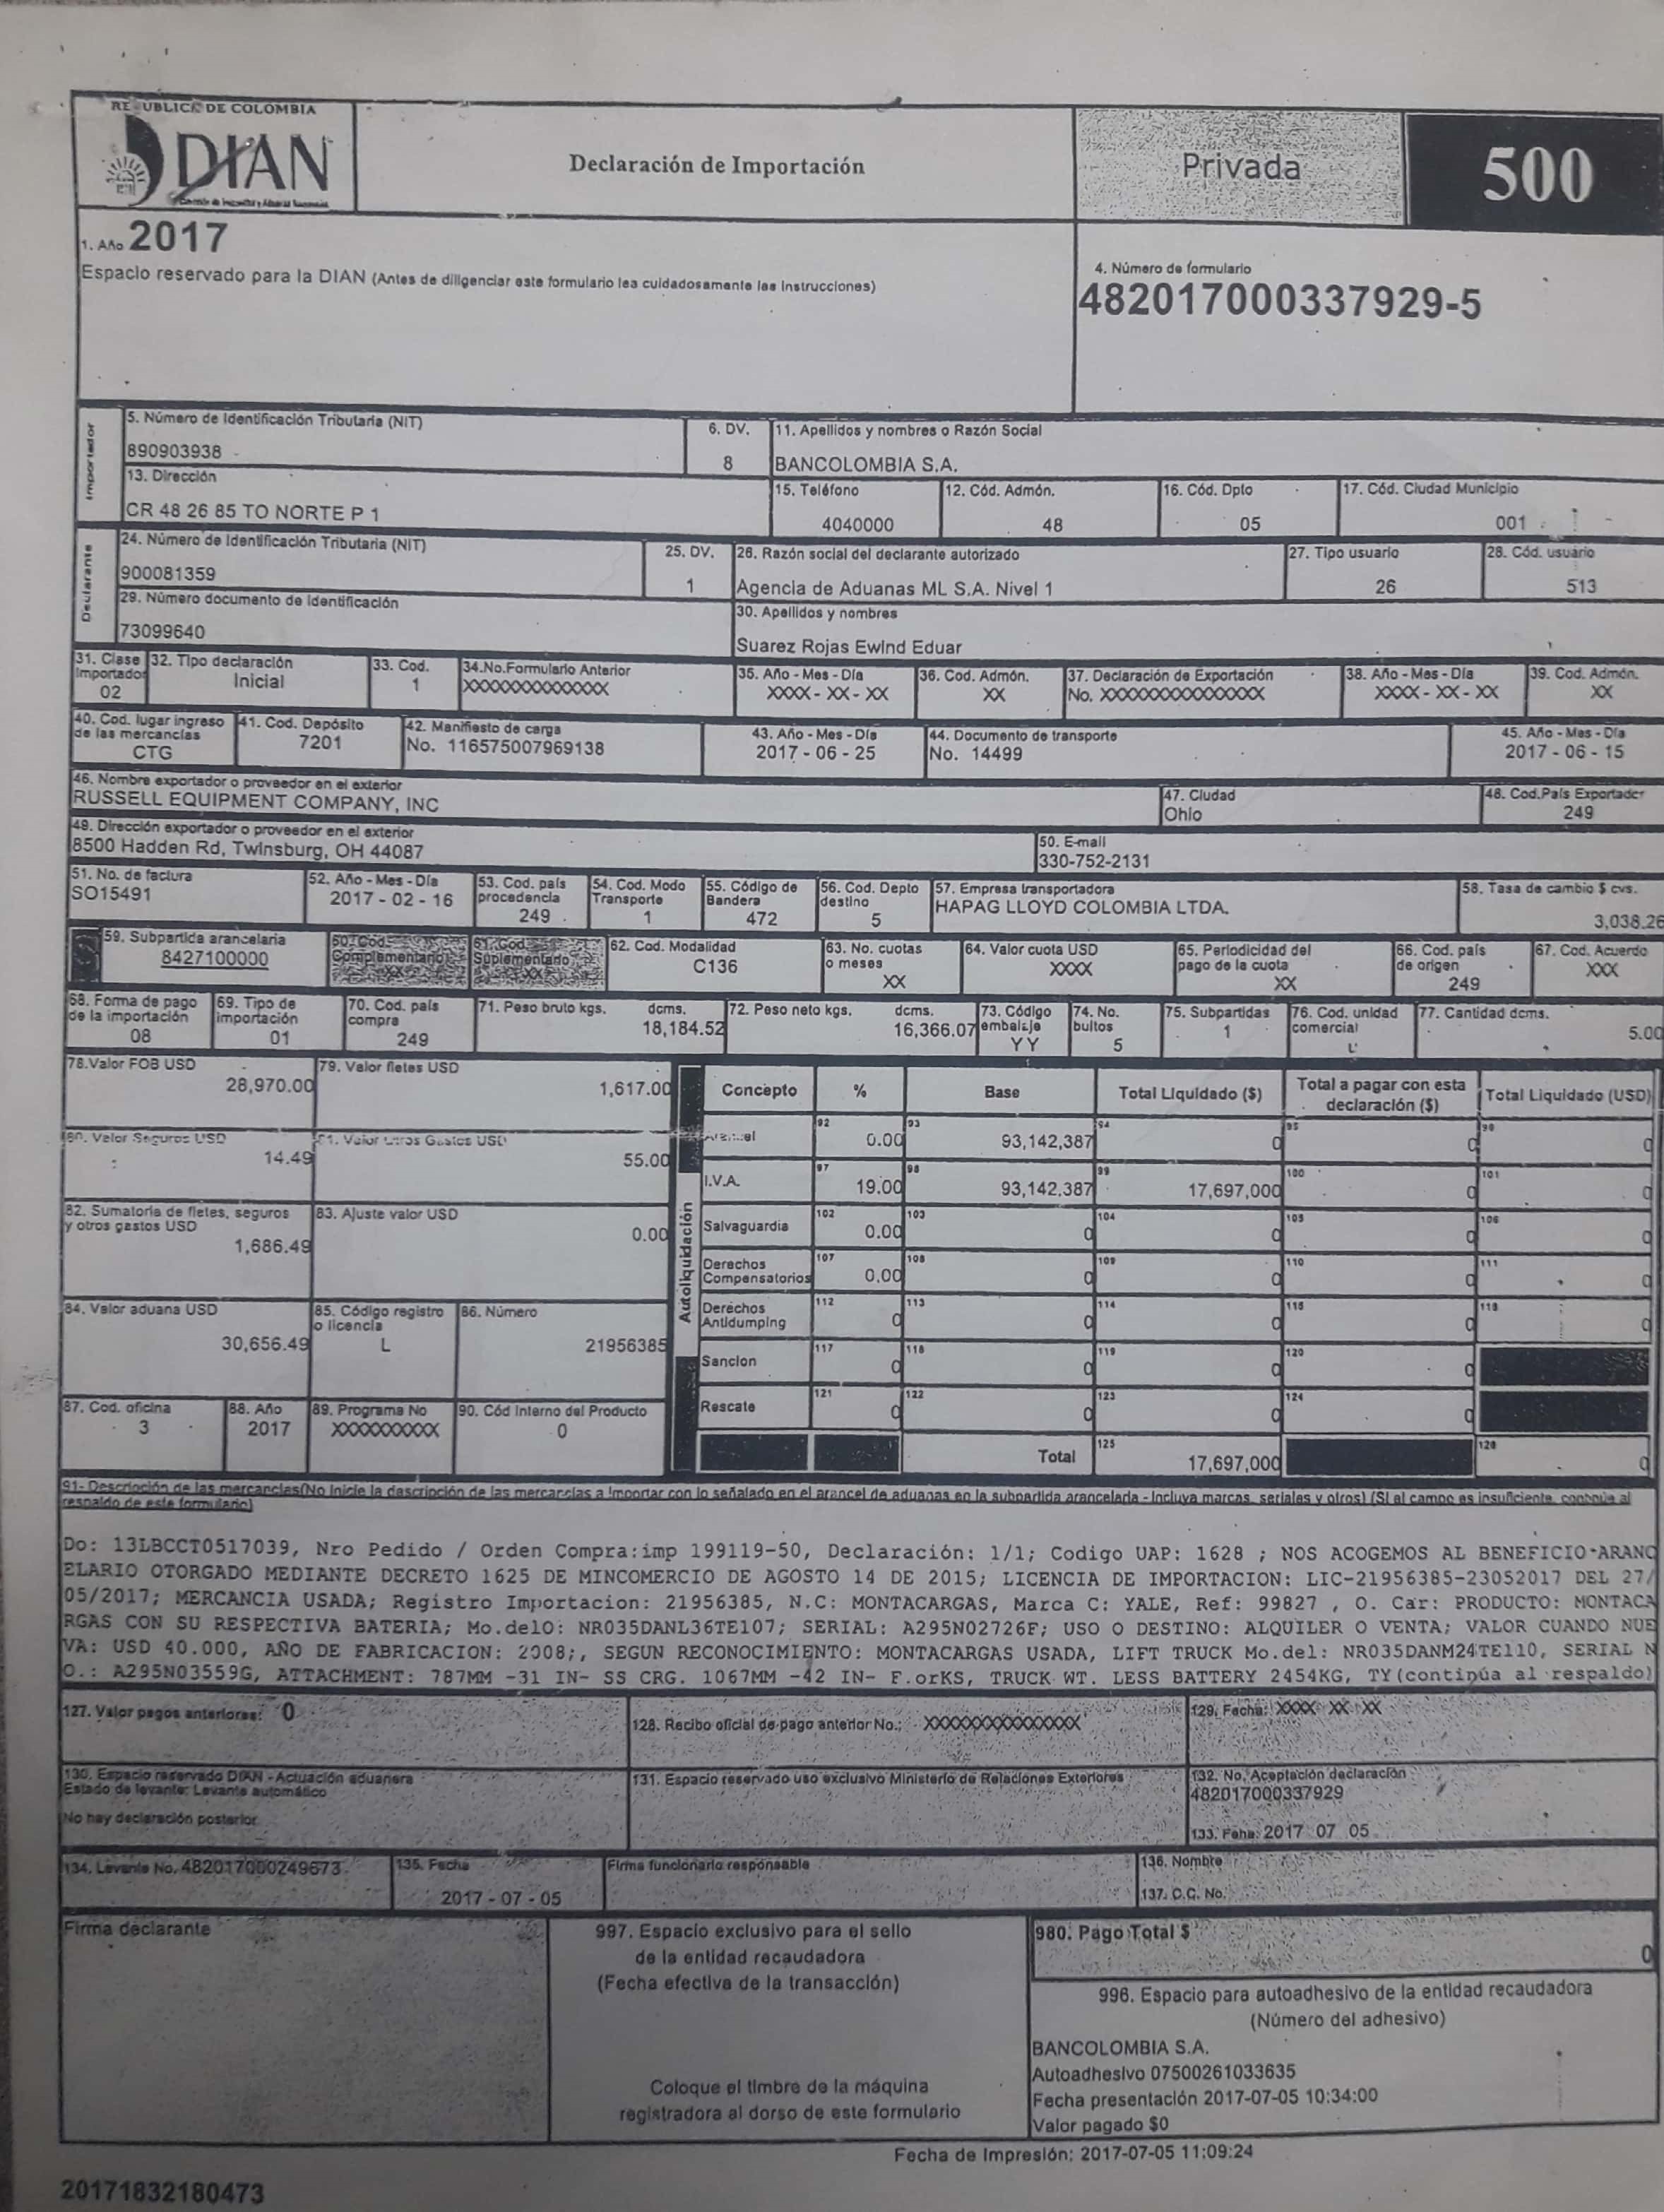 REPUBLICA DE COLOMBIA
DIAN
Dirección de Impuestos y Aduanas Nacionales
Declaración de Importación
Privada
500
1. Año 2017
Espacio reservado para la DIAN (Antes de diligenciar este formulario lea cuidadosamente las Instrucciones)
4. Número de formulario
482017000337929-5
Importador
5. Número de Identificación Tributaria (NIT)
890903938
6. DV.
8
11. Apellidos y nombres o Razón Social
BANCOLOMBIA S.A.
13. Dirección
CR 48 26 85 TO NORTE P 1
15. Teléfono
4040000
12. Cód. Admón.
48
16. Cód. Dpto
05
17. Cód. Ciudad Municipio
001
Declarante
24. Número de Identificación Tributaria (NIT)
900081359
25. DV.
1
26. Razón social del declarante autorizado
Agencia de Aduanas ML S.A. Nivel 1
27. Tipo usuario
26
28. Cód. usuario
513
29. Número documento de identificación
73099640
30. Apellidos y nombres
Suarez Rojas Ewind Eduar
31. Clase Importador
02
32. Tipo declaración
Inicial
33. Cod.
1
34.No.Formulario Anterior
XXXXXXXXXXXXXX
35. Año - Mes - Día
XXXX - XX - XX
36. Cod. Admón.
XX
37. Declaración de Exportación
No. XXXXXXXXXXXXXXXX
38. Año - Mes - Día
XXXX - XX - XX
39. Cod. Admón.
XX
40. Cod. lugar ingreso de las mercancías
CTG
41. Cod. Depósito
7201
42. Manifiesto de carga
No. 116575007969138
43. Año - Mes - Día
2017 - 06 - 25
44. Documento de transporte
No. 14499
45. Año - Mes - Día
2017 - 06 - 15
46. Nombre exportador o proveedor en el exterior
RUSSELL EQUIPMENT COMPANY, INC
47. Ciudad
Ohio
48. Cod.País Exportador
249
49. Dirección exportador o proveedor en el exterior
8500 Hadden Rd, Twinsburg, OH 44087
50. E-mail
330-752-2131
51. No. de factura
SO15491
52. Año - Mes - Día
2017 - 02 - 16
53. Cod. país procedencia
249
54. Cod. Modo Transporte
1
55. Código de Bandera
472
56. Cod. Depto destino
5
57. Empresa transportadora
HAPAG LLOYD COLOMBIA LTDA.
58. Tasa de cambio $ cvs.
3,038.26
59. Subpartida arancelaria
8427100000
60. Cod. Complementario
XX
61. Cod. Suplementario
XX
62. Cod. Modalidad
C136
63. No. cuotas o meses
XX
64. Valor cuota USD
XXXX
65. Periodicidad del pago de la cuota
XX
66. Cod. país de origen
249
67. Cod. Acuerdo
XXX
68. Forma de pago de la importación
08
69. Tipo de importación
01
70. Cod. país compra
249
71. Peso bruto kgs. dcms.
18,184.52
72. Peso neto kgs. dcms.
16,366.07
73. Código embalaje
YY
74. No. bultos
5
75. Subpartidas
1
76. Cod. unidad comercial
77. Cantidad dcms.
5.00
78.Valor FOB USD
28,970.00
79. Valor fletes USD
1,617.00
80. Valor Seguros USD
14.49
81. Valor Otros Gastos USD
55.00
82. Sumatoria de fletes, seguros y otros gastos USD
1,686.49
83. Ajuste valor USD
0.00
84. Valor aduana USD
30,656.49
85. Código registro o licencia
L
86. Número
21956385
87. Cod. oficina
3
88. Año
2017
89. Programa No
XXXXXXXXXX
90. Cód Interno del Producto
0
Autoliquidación
Concepto % Base Total Liquidado ($) Total a pagar con esta declaración ($) Total Liquidado (USD)
Arancel 92 0.00 93 93,142,387 94 0 95 0 96 0
I.V.A. 97 19.00 98 93,142,387 99 17,697,000 100 0 101 0
Salvaguardia 102 0.00 103 0 104 0 105 0 106 0
Derechos Compensatorios 107 0.00 108 0 109 0 110 0 111 0
Derechos Antidumping 112 0 113 0 114 0 115 0 116 0
Sancion 117 0 118 0 119 0 120 0
Rescate 121 0 122 0 123 0 124 0
Total 125 17,697,000 126 0
91- Descripción de las mercancías(No inicie la descripción de las mercancías a importar con lo señalado en el arancel de aduanas en la subpartida arancelaria - Incluya marcas, seriales y otros) (Si el campo es insuficiente, continúe al
respaldo de este formulario)
Do: 13LBCCT0517039, Nro Pedido / Orden Compra:imp 199119-50, Declaración: 1/1; Codigo UAP: 1628 ; NOS ACOGEMOS AL BENEFICIO ARANC
ELARIO OTORGADO MEDIANTE DECRETO 1625 DE MINCOMERCIO DE AGOSTO 14 DE 2015; LICENCIA DE IMPORTACION: LIC-21956385-23052017 DEL 27/
05/2017; MERCANCIA USADA; Registro Importacion: 21956385, N.C: MONTACARGAS, Marca C: YALE, Ref: 99827 , O. Car: PRODUCTO: MONTACA
RGAS CON SU RESPECTIVA BATERIA; Mo.delO: NR035DANL36TE107; SERIAL: A295N02726F; USO O DESTINO: ALQUILER O VENTA; VALOR CUANDO NUE
VA: USD 40.000, AÑO DE FABRICACION: 2008;, SEGUN RECONOCIMIENTO: MONTACARGAS USADA, LIFT TRUCK Mo.del: NR035DANM24TE110, SERIAL N
O.: A295N03559G, ATTACHMENT: 787MM -31 IN- SS CRG. 1067MM -42 IN- F.orKS, TRUCK WT. LESS BATTERY 2454KG, TY(continúa al respaldo)
127. Valor pagos anteriores: 0
128. Recibo oficial de pago anterior No.: XXXXXXXXXXXXXXX
129. Fecha: XXXX XX XX
130. Espacio reservado DIAN - Actuación aduanera
Estado de levante: Levante automático
No hay declaración posterior
131. Espacio reservado uso exclusivo Ministerio de Relaciones Exteriores
132. No. Aceptación declaración
482017000337929
133. Feha: 2017 07 05
134. Levante No. 482017000249673
135. Fecha
2017 - 07 - 05
Firma funcionario responsable
136. Nombre
137. C.C. No.
Firma declarante
997. Espacio exclusivo para el sello
de la entidad recaudadora
(Fecha efectiva de la transacción)
Coloque el timbre de la máquina
registradora al dorso de este formulario
980. Pago Total $
0
996. Espacio para autoadhesivo de la entidad recaudadora
(Número del adhesivo)
BANCOLOMBIA S.A.
Autoadhesivo 07500261033635
Fecha presentación 2017-07-05 10:34:00
Valor pagado $0
Fecha de Impresión: 2017-07-05 11:09:24
20171832180473